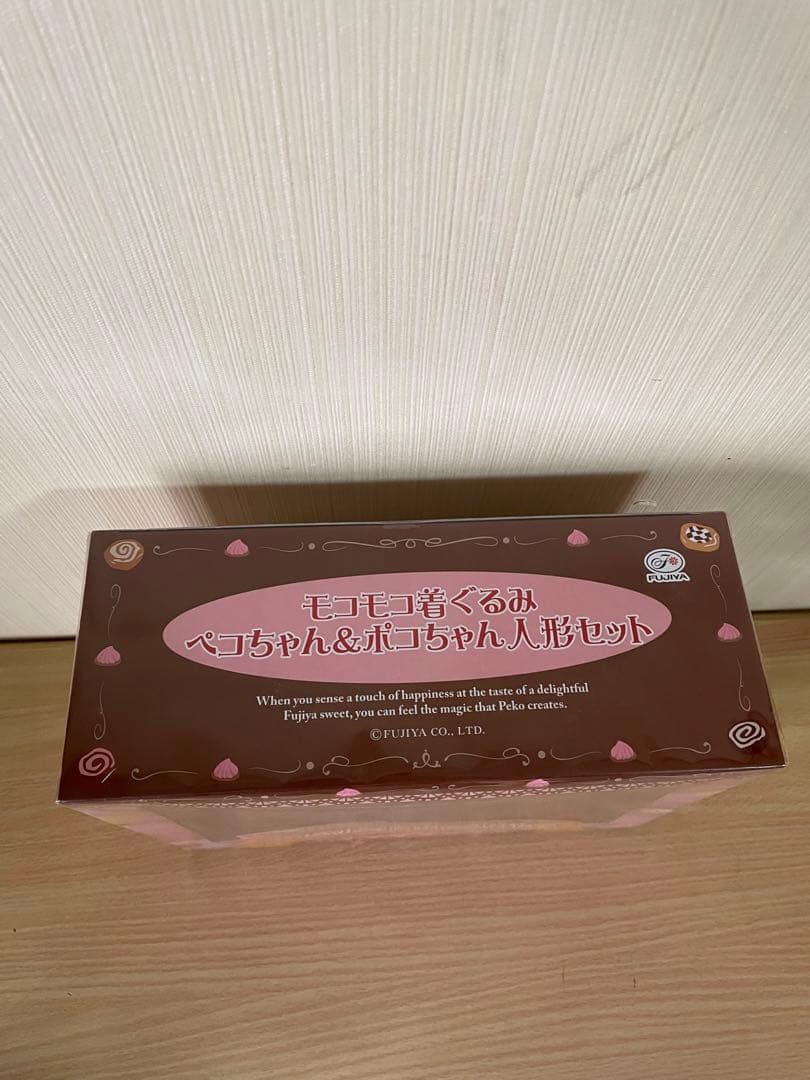 FUJIYA
モコモコ着ぐるみ
ペコちゃん&ポコちゃん人形セット
When you sense a touch of happiness at the taste of a delightful
Fujiya sweet, you can feel the magic that Peko creates.
©FUJIYA CO., LTD.